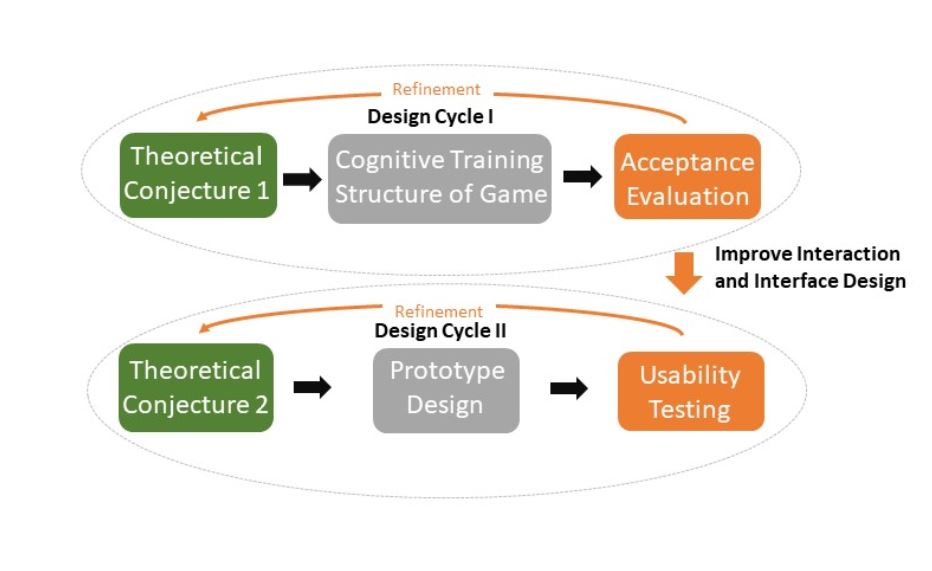 Refinement
Design Cycle I
Theoretical
Conjecture 1
Cognitive Training
Structure of Game
Acceptance
Evaluation
Improve Interaction
and Interface Design
Refinement
Design Cycle II
Theoretical
Conjecture 2
Prototype
Design
Usability
Testing